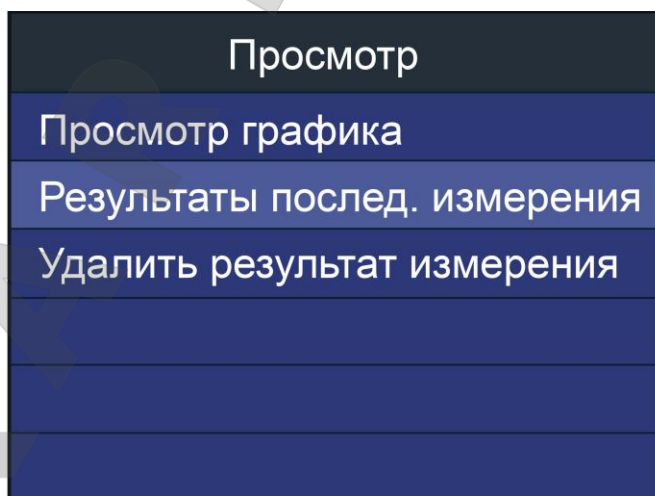 Просмотр
Просмотр графика
Результаты послед. измерения
Удалить результат измерения